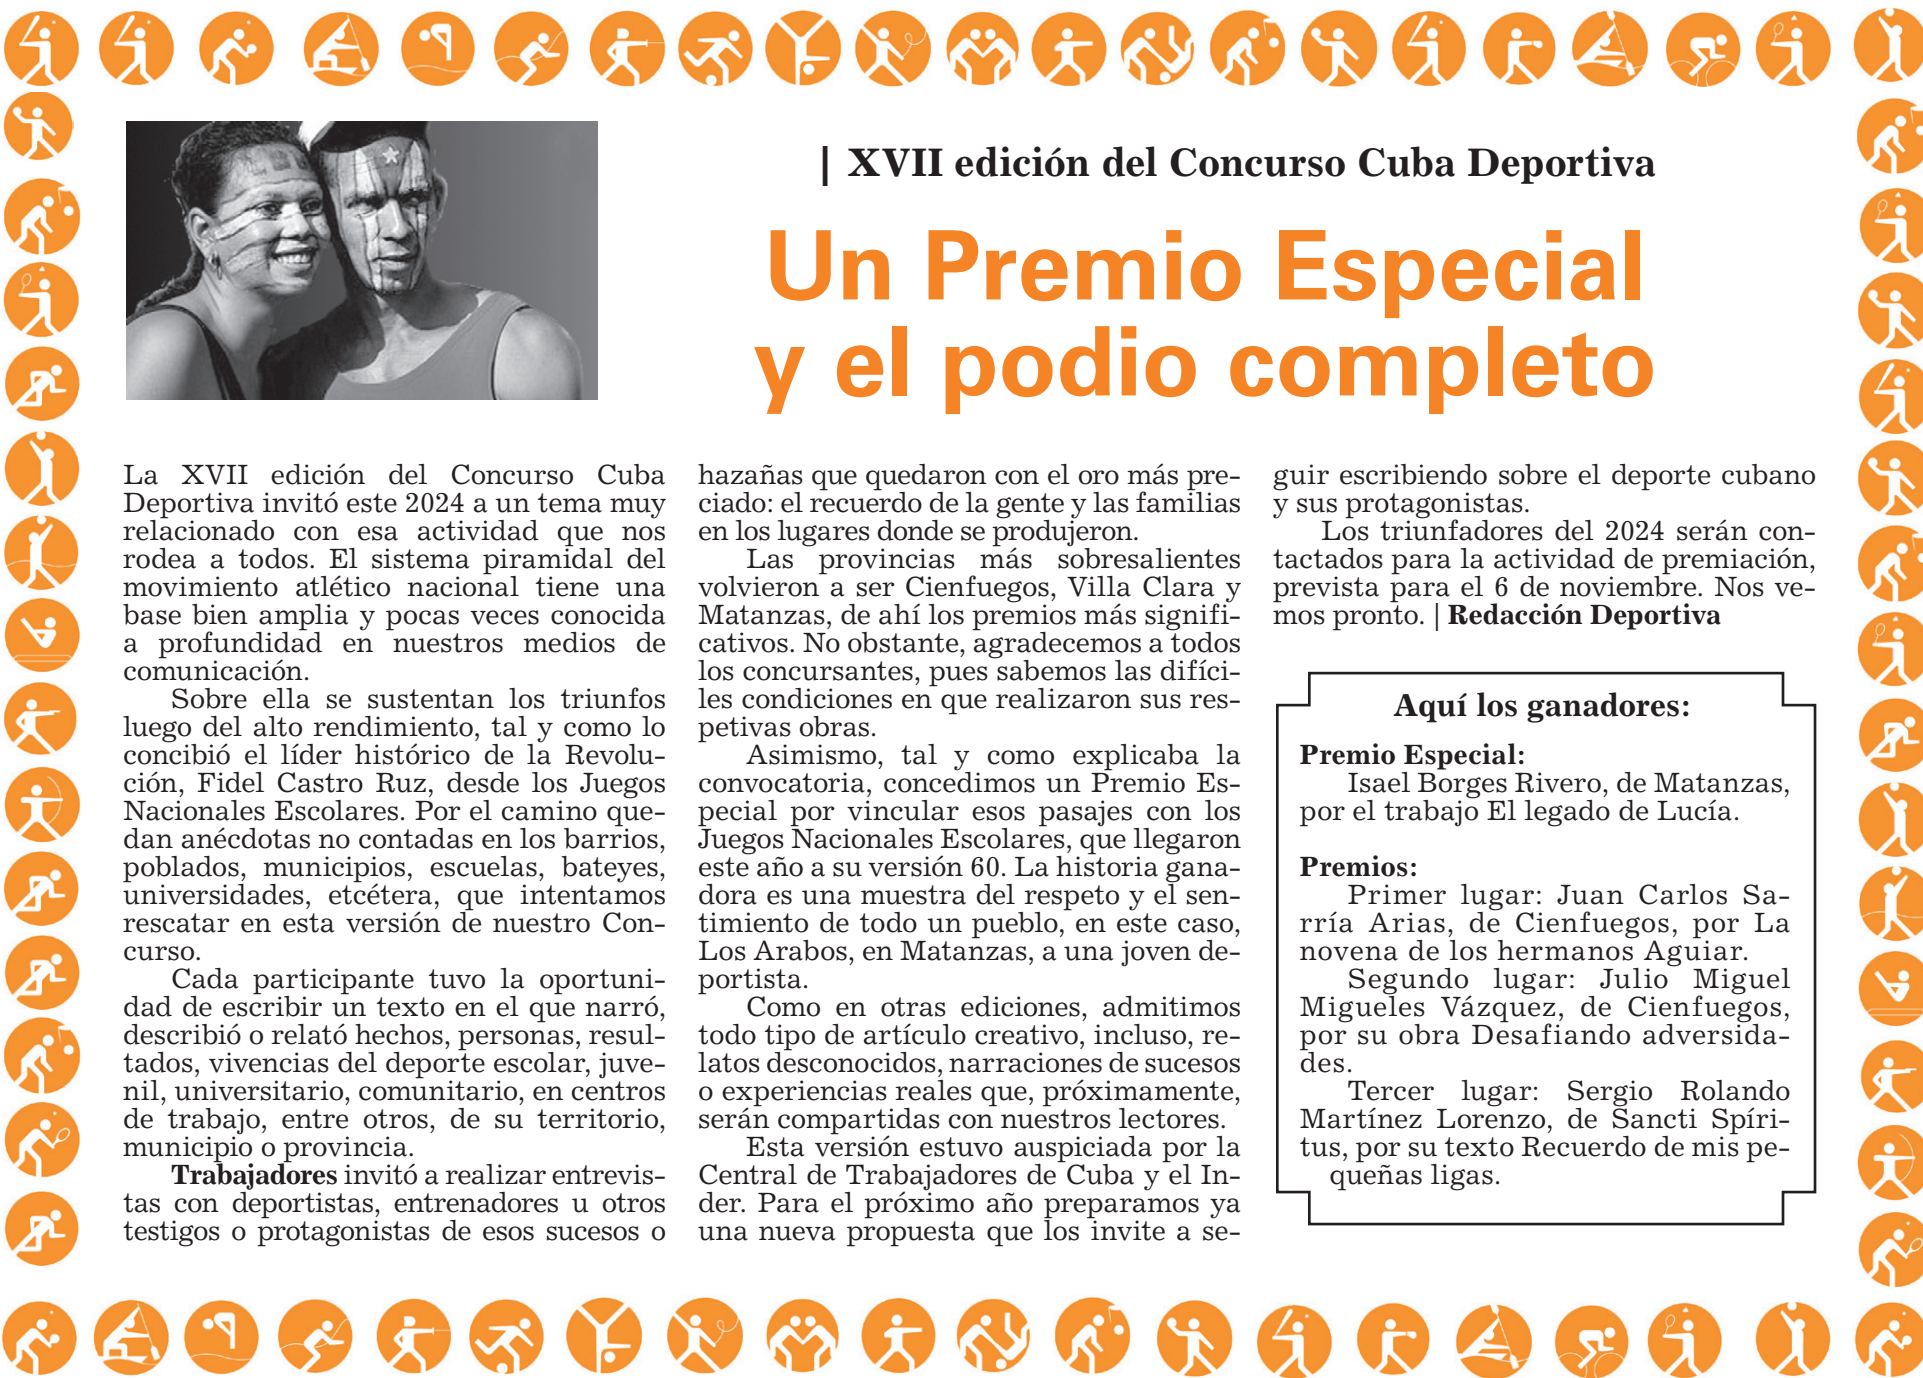 | XVII edición del Concurso Cuba Deportiva
Un Premio Especial
y el podio completo
La XVII edición del Concurso Cuba
Deportiva invitó este 2024 a un tema muy
relacionado con esa actividad que nos
rodea a todos. El sistema piramidal del
movimiento atlético nacional tiene una
base bien amplia y pocas veces conocida
a profundidad en nuestros medios de
comunicación.
Sobre ella se sustentan los triunfos
luego del alto rendimiento, tal y como lo
concibió el líder histórico de la Revolu-
ción, Fidel Castro Ruz, desde los Juegos
Nacionales Escolares. Por el camino que-
dan anécdotas no contadas en los barrios,
poblados, municipios, escuelas, bateyes,
universidades, etcétera, que intentamos
rescatar en esta versión de nuestro Con-
curso.
Cada participante tuvo la oportuni-
dad de escribir un texto en el que narró,
describió o relató hechos, personas, resul-
tados, vivencias del deporte escolar, juve-
nil, universitario, comunitario, en centros
de trabajo, entre otros, de su territorio,
municipio o provincia.
Trabajadores invitó a realizar entrevis-
tas con deportistas, entrenadores u otros
testigos o protagonistas de esos sucesos o
hazañas que quedaron con el oro más pre-
ciado: el recuerdo de la gente y las familias
en los lugares donde se produjeron.
Las provincias más sobresalientes
volvieron a ser Cienfuegos, Villa Clara y
Matanzas, de ahí los premios más signifi-
cativos. No obstante, agradecemos a todos
los concursantes, pues sabemos las difíci-
les condiciones en que realizaron sus res-
petivas obras.
Asimismo, tal y como explicaba la
convocatoria, concedimos un Premio Es-
pecial por vincular esos pasajes con los
Juegos Nacionales Escolares, que llegaron
este año a su versión 60. La historia gana-
dora es una muestra del respeto y el sen-
timiento de todo un pueblo, en este caso,
Los Arabos, en Matanzas, a una joven de-
portista.
Como en otras ediciones, admitimos
todo tipo de artículo creativo, incluso, re-
latos desconocidos, narraciones de sucesos
o experiencias reales que, próximamente,
serán compartidas con nuestros lectores.
Esta versión estuvo auspiciada por la
Central de Trabajadores de Cuba y el In-
der. Para el próximo año preparamos ya
una nueva propuesta que los invite a se-
guir escribiendo sobre el deporte cubano
y sus protagonistas.
Los triunfadores del 2024 serán con-
tactados para la actividad de premiación,
prevista para el 6 de noviembre. Nos ve-
mos pronto. | Redacción Deportiva
Aquí los ganadores:
Premio Especial:
Isael Borges Rivero, de Matanzas,
por el trabajo El legado de Lucía.
Premios:
Primer lugar: Juan Carlos Sa-
rría Arias, de Cienfuegos, por La
novena de los hermanos Aguiar.
Segundo lugar: Julio Miguel
Migueles Vázquez, de Cienfuegos,
por su obra Desafiando adversida-
des.
Tercer lugar: Sergio Rolando
Martínez Lorenzo, de Sancti Spíri-
tus, por su texto Recuerdo de mis pe-
queñas ligas.